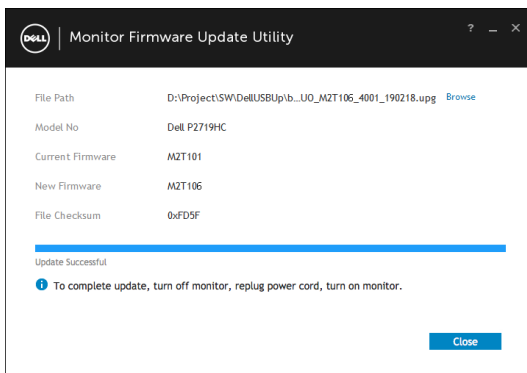 DELL Monitor Firmware Update Utility ? _ ×
File Path D:\Project\SW\DellUSBUp\b...UO_M2T106_4001_190218.upg Browse
Model No Dell P2719HC
Current Firmware M2T101
New Firmware M2T106
File Checksum 0xFD5F
Update Successful
To complete update, turn off monitor, replug power cord, turn on monitor.
Close